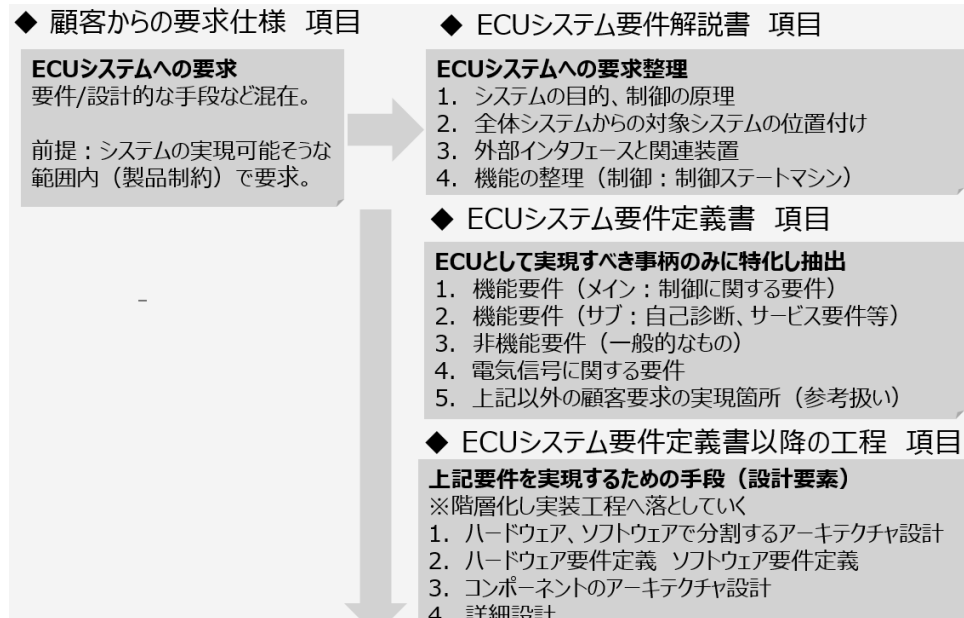 ◆ 顧客からの要求仕様 項目
ECUシステムへの要求
要件/設計的な手段など混在。
前提：システムの実現可能そうな
範囲内（製品制約）で要求。
◆ ECUシステム要件解説書 項目
ECUシステムへの要求整理
1. システムの目的、制御の原理
2. 全体システムからの対象システムの位置付け
3. 外部インタフェースと関連装置
4. 機能の整理（制御：制御ステートマシン）
◆ ECUシステム要件定義書 項目
ECUとして実現すべき事柄のみに特化し抽出
1. 機能要件（メイン：制御に関する要件）
2. 機能要件（サブ：自己診断、サービス要件等）
3. 非機能要件（一般的なもの）
4. 電気信号に関する要件
5. 上記以外の顧客要求の実現箇所（参考扱い）
◆ ECUシステム要件定義書以降の工程 項目
上記要件を実現するための手段（設計要素）
※階層化し実装工程へ落としていく
1. ハードウェア、ソフトウェアで分割するアーキテクチャ設計
2. ハードウェア要件定義 ソフトウェア要件定義
3. コンポーネントのアーキテクチャ設計
4. 詳細設計